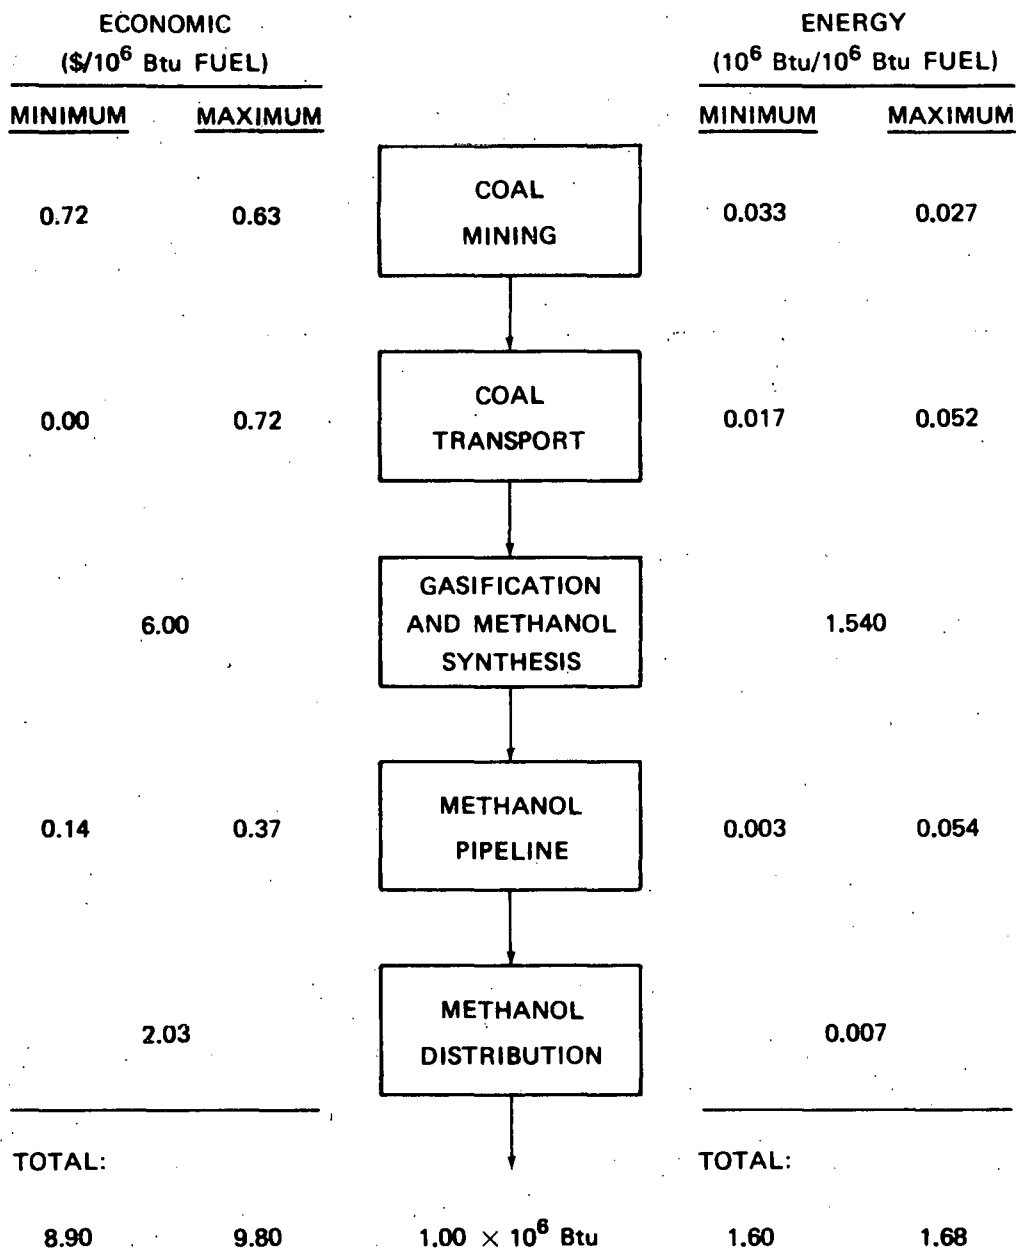 ECONOMIC ENERGY
($/10⁶ Btu FUEL) (10⁶ Btu/10⁶ Btu FUEL)
MINIMUM MAXIMUM MINIMUM MAXIMUM
0.72 0.63 COAL MINING 0.033 0.027
0.00 0.72 COAL TRANSPORT 0.017 0.052
6.00 GASIFICATION AND METHANOL SYNTHESIS 1.540
0.14 0.37 METHANOL PIPELINE 0.003 0.054
2.03 METHANOL DISTRIBUTION 0.007
TOTAL: TOTAL:
8.90 9.80 1.00 × 10⁶ Btu 1.60 1.68